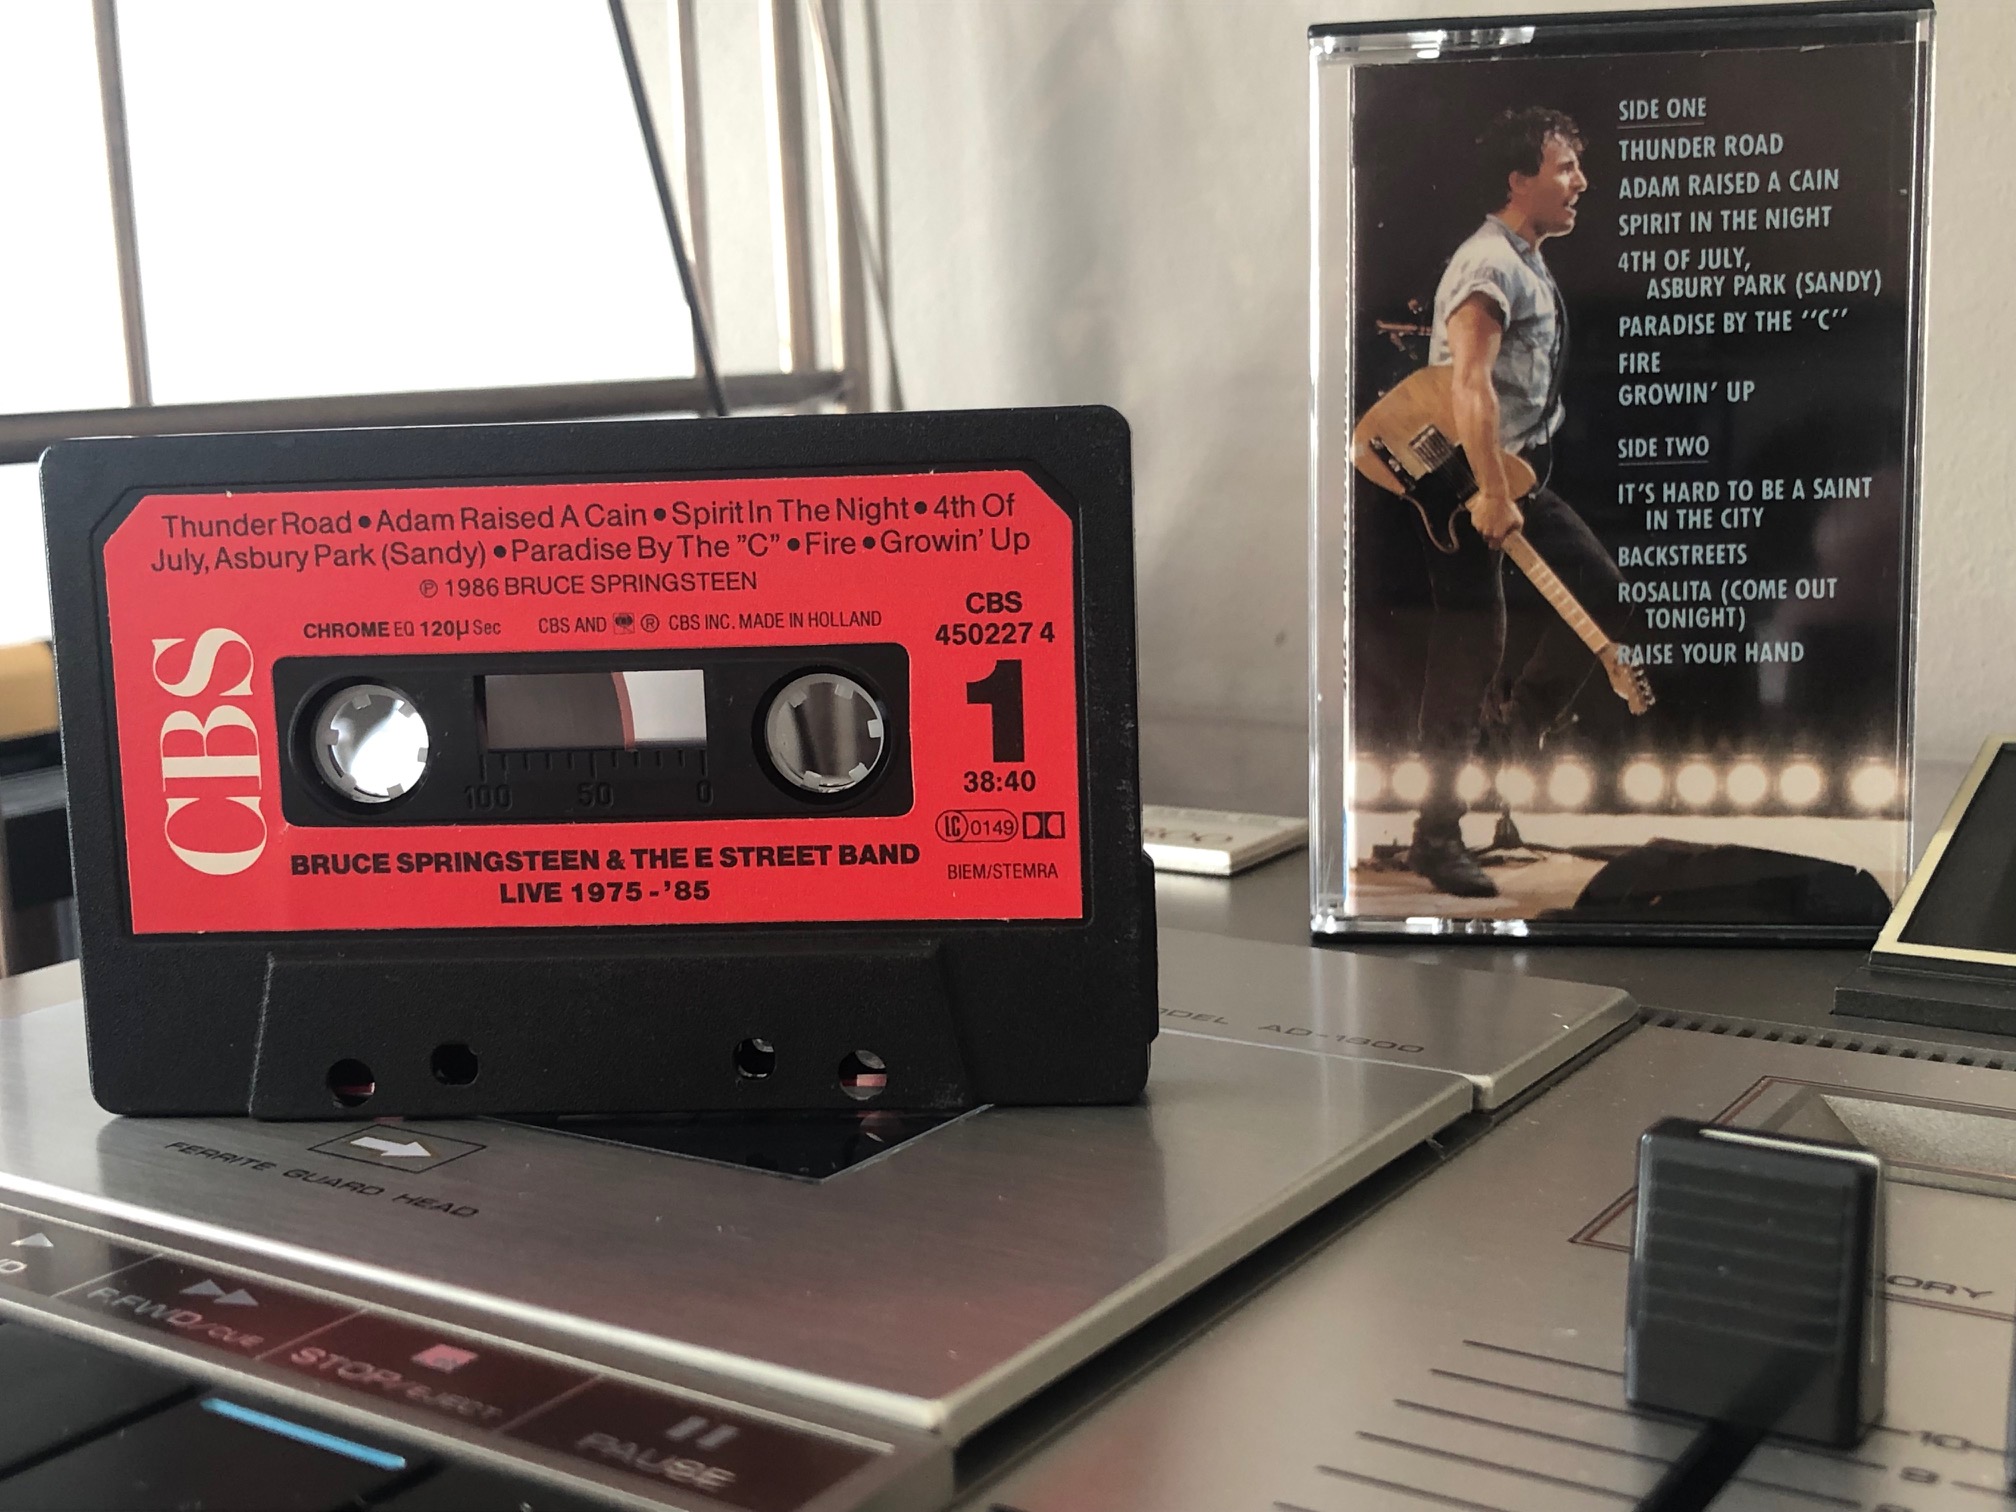 Thunder Road • Adam Raised A Cain • Spirit In The Night • 4th Of
July, Asbury Park (Sandy) • Paradise By The "C" • Fire • Growin' Up
℗ 1986 BRUCE SPRINGSTEEN
CHROME EQ 120µ Sec CBS AND ® CBS INC. MADE IN HOLLAND
CBS
450227 4
CBS
1
100 50 0
38:40
LC 0149
BRUCE SPRINGSTEEN & THE E STREET BAND
LIVE 1975-'85
BIEM/STEMRA
SIDE ONE
THUNDER ROAD
ADAM RAISED A CAIN
SPIRIT IN THE NIGHT
4TH OF JULY,
ASBURY PARK (SANDY)
PARADISE BY THE "C"
FIRE
GROWIN' UP
SIDE TWO
IT'S HARD TO BE A SAINT
IN THE CITY
BACKSTREETS
ROSALITA (COME OUT
TONIGHT)
RAISE YOUR HAND
AD-1800
FERRITE GUARD HEAD
F.FWD/CUE
STOP/EJECT
PAUSE
10